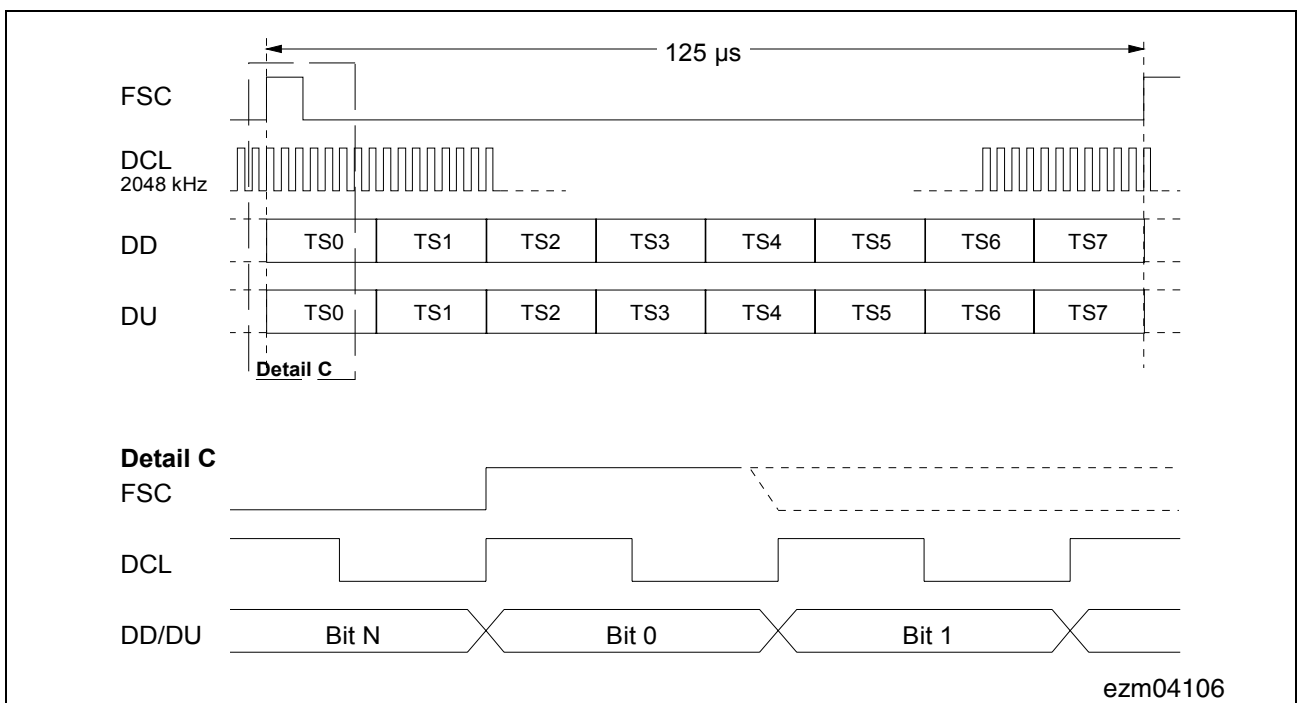 125 µs
FSC
DCL
2048 kHz
DD TS0 TS1 TS2 TS3 TS4 TS5 TS6 TS7
DU TS0 TS1 TS2 TS3 TS4 TS5 TS6 TS7
Detail C
Detail C
FSC
DCL
DD/DU Bit N Bit 0 Bit 1
ezm04106